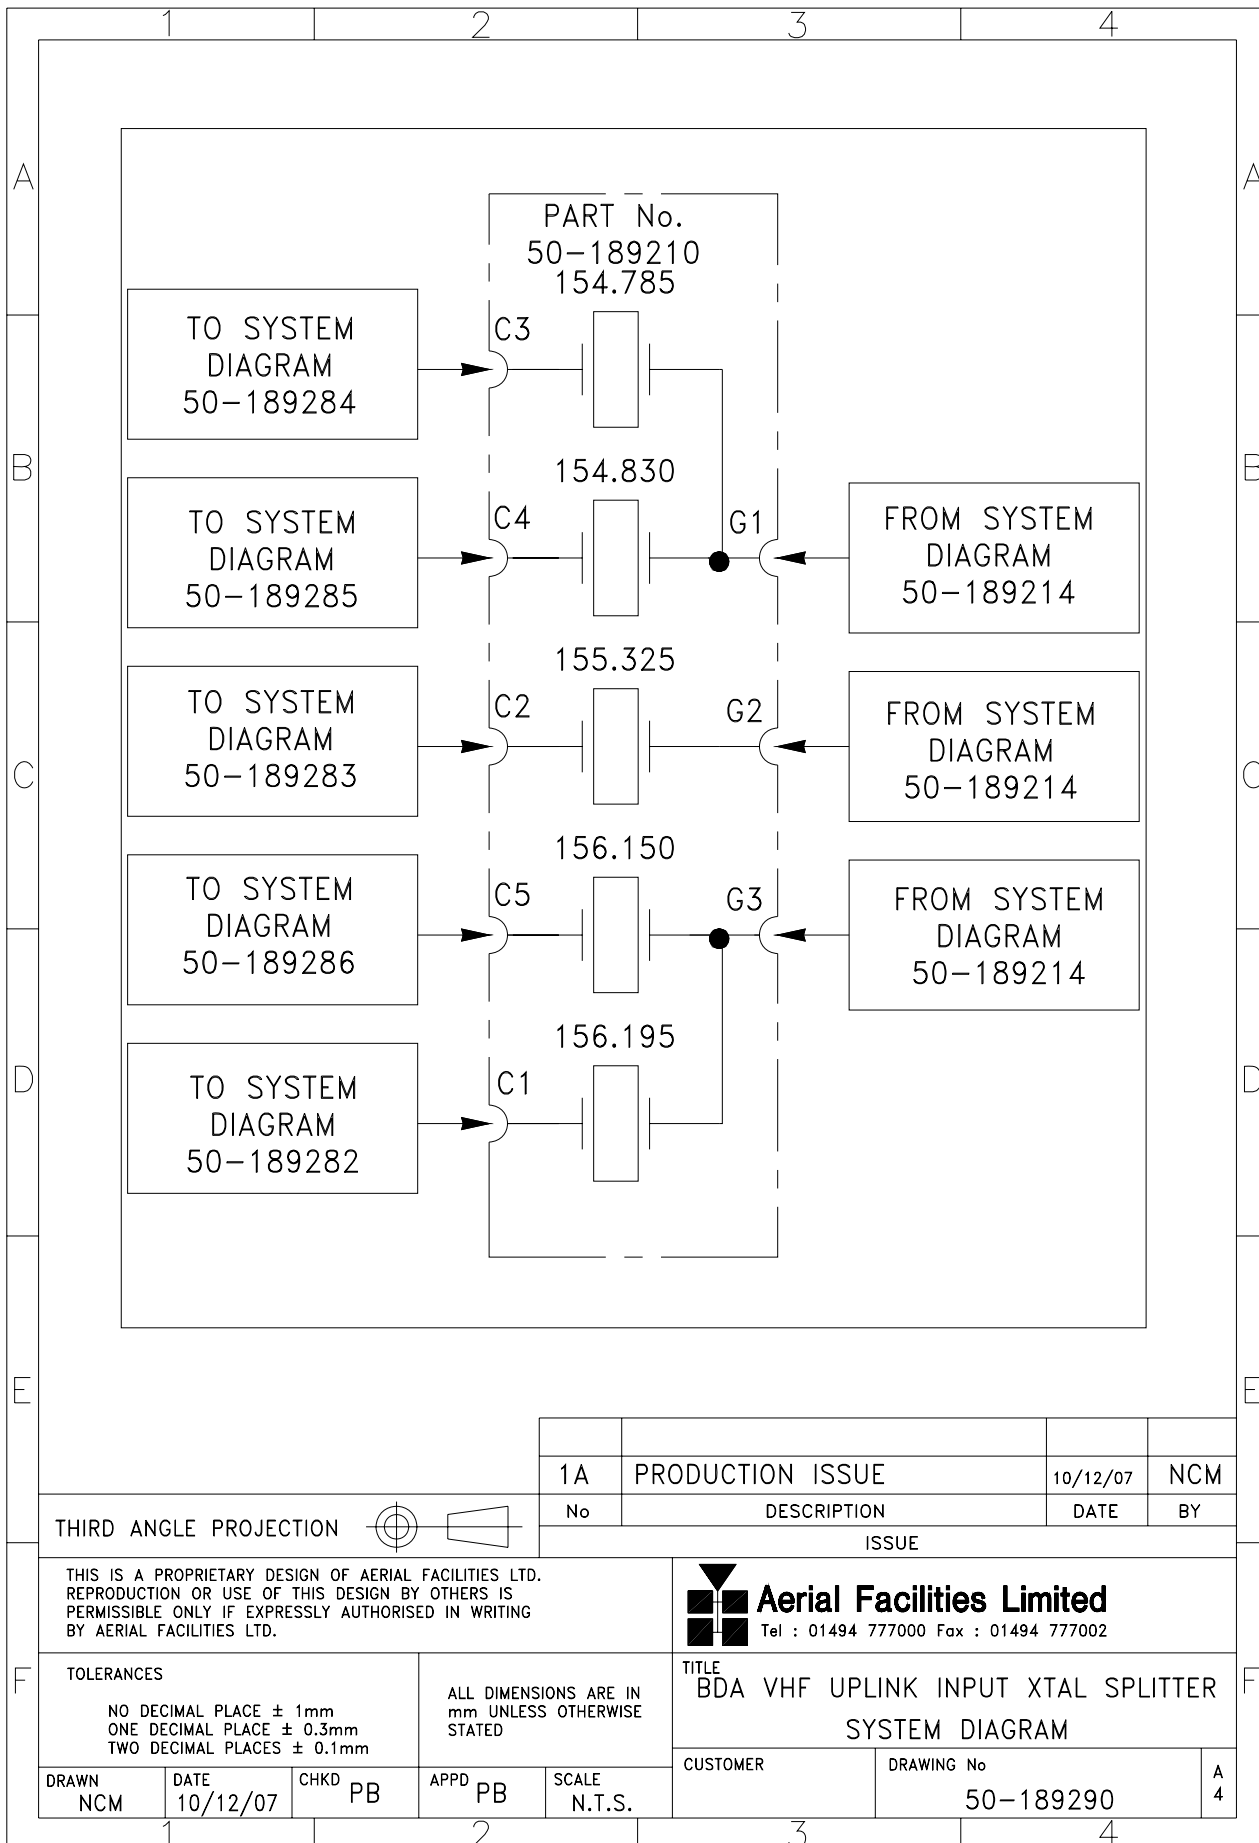 1 2 3 4
A A
PART No.
50-189210
154.785
TO SYSTEM
DIAGRAM
50-189284
C3
B B
154.830
TO SYSTEM
DIAGRAM
50-189285
C4
G1
FROM SYSTEM
DIAGRAM
50-189214
155.325
TO SYSTEM
DIAGRAM
50-189283
C2
G2
FROM SYSTEM
DIAGRAM
50-189214
C C
156.150
TO SYSTEM
DIAGRAM
50-189286
C5
G3
FROM SYSTEM
DIAGRAM
50-189214
156.195
D D
TO SYSTEM
DIAGRAM
50-189282
C1
E E
1A PRODUCTION ISSUE 10/12/07 NCM
No DESCRIPTION DATE BY
ISSUE
THIRD ANGLE PROJECTION
THIS IS A PROPRIETARY DESIGN OF AERIAL FACILITIES LTD.
REPRODUCTION OR USE OF THIS DESIGN BY OTHERS IS
PERMISSIBLE ONLY IF EXPRESSLY AUTHORISED IN WRITING
BY AERIAL FACILITIES LTD.
Aerial Facilities Limited
Tel : 01494 777000 Fax : 01494 777002
F F
TOLERANCES
NO DECIMAL PLACE ± 1mm
ONE DECIMAL PLACE ± 0.3mm
TWO DECIMAL PLACES ± 0.1mm
ALL DIMENSIONS ARE IN
mm UNLESS OTHERWISE
STATED
TITLE
BDA VHF UPLINK INPUT XTAL SPLITTER
SYSTEM DIAGRAM
CUSTOMER
DRAWING No
50-189290
A
4
DRAWN
NCM
DATE
10/12/07
CHKD PB
APPD PB
SCALE
N.T.S.
1 2 3 4